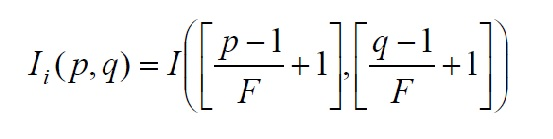 I_i(p,q) = I([(p-1)/F + 1],[(q-1)/F + 1])